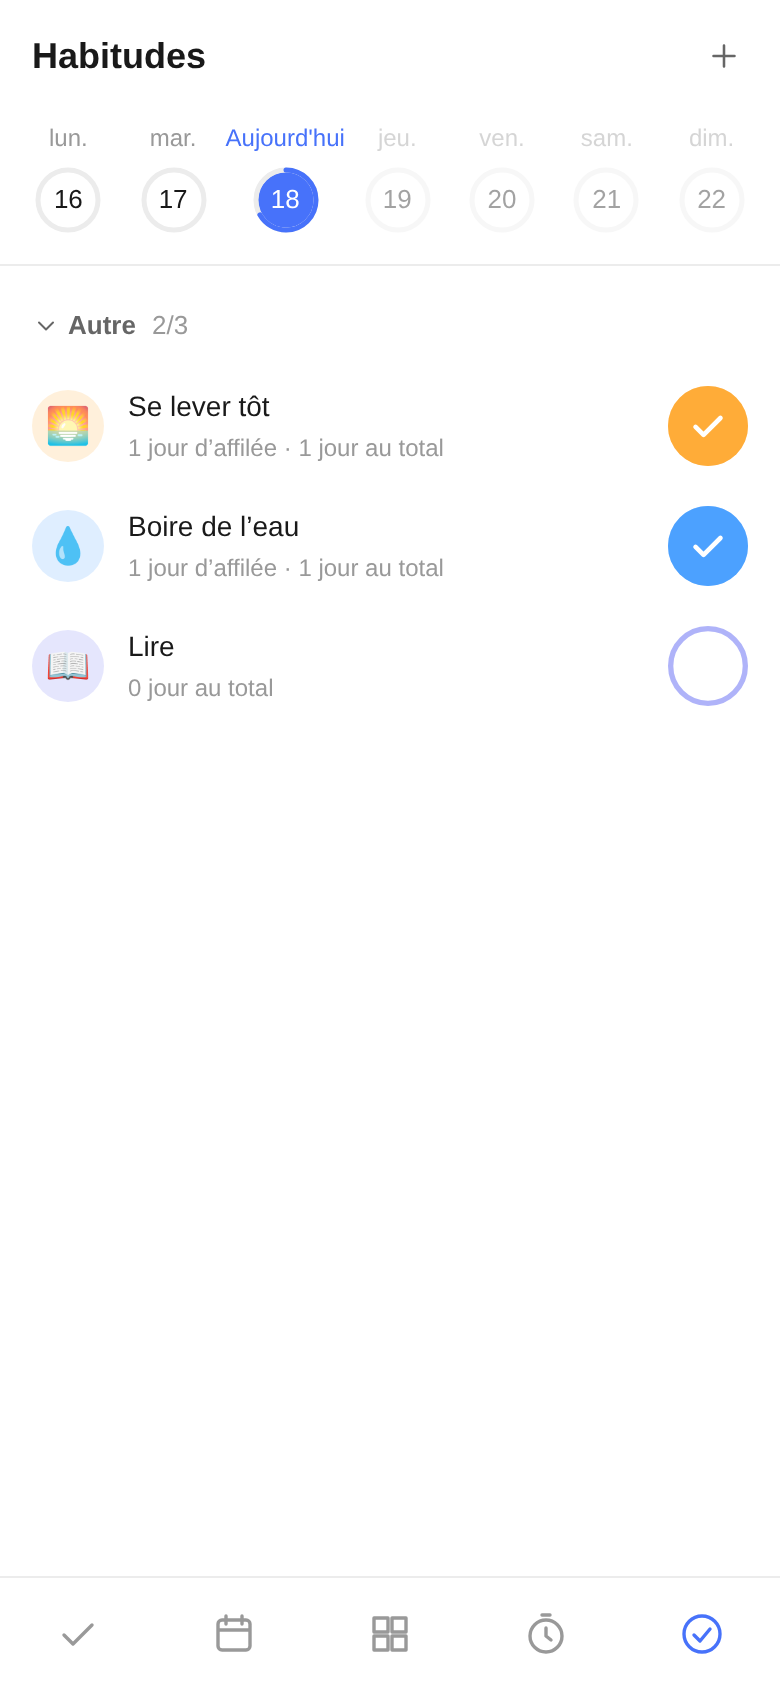 Habitudes
lun. mar. Aujourd'hui jeu. ven. sam. dim.
16 17 18 19 20 21 22
Autre 2/3
Se lever tôt
1 jour d’affilée · 1 jour au total
Boire de l’eau
1 jour d’affilée · 1 jour au total
Lire
0 jour au total